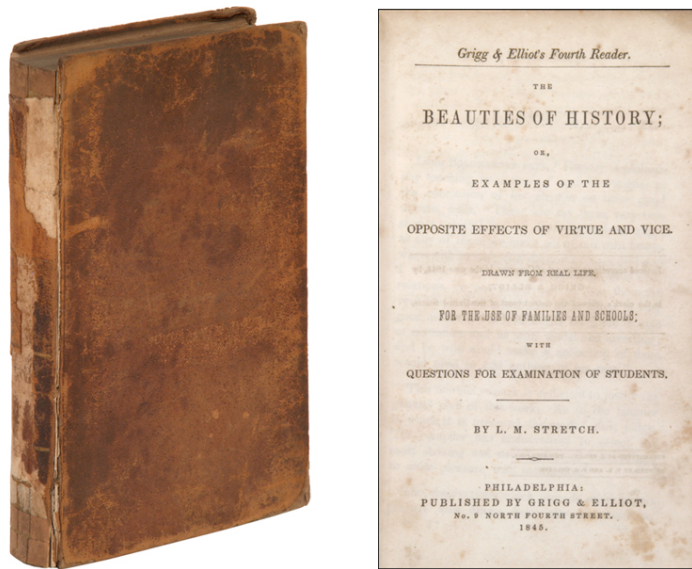 Grigg & Elliot's Fourth Reader.
THE
BEAUTIES OF HISTORY;
OR,
EXAMPLES OF THE
OPPOSITE EFFECTS OF VIRTUE AND VICE.
DRAWN FROM REAL LIFE.
FOR THE USE OF FAMILIES AND SCHOOLS;
WITH
QUESTIONS FOR EXAMINATION OF STUDENTS.
BY L. M. STRETCH.
PHILADELPHIA:
PUBLISHED BY GRIGG & ELLIOT,
No. 9 NORTH FOURTH STREET.
1845.